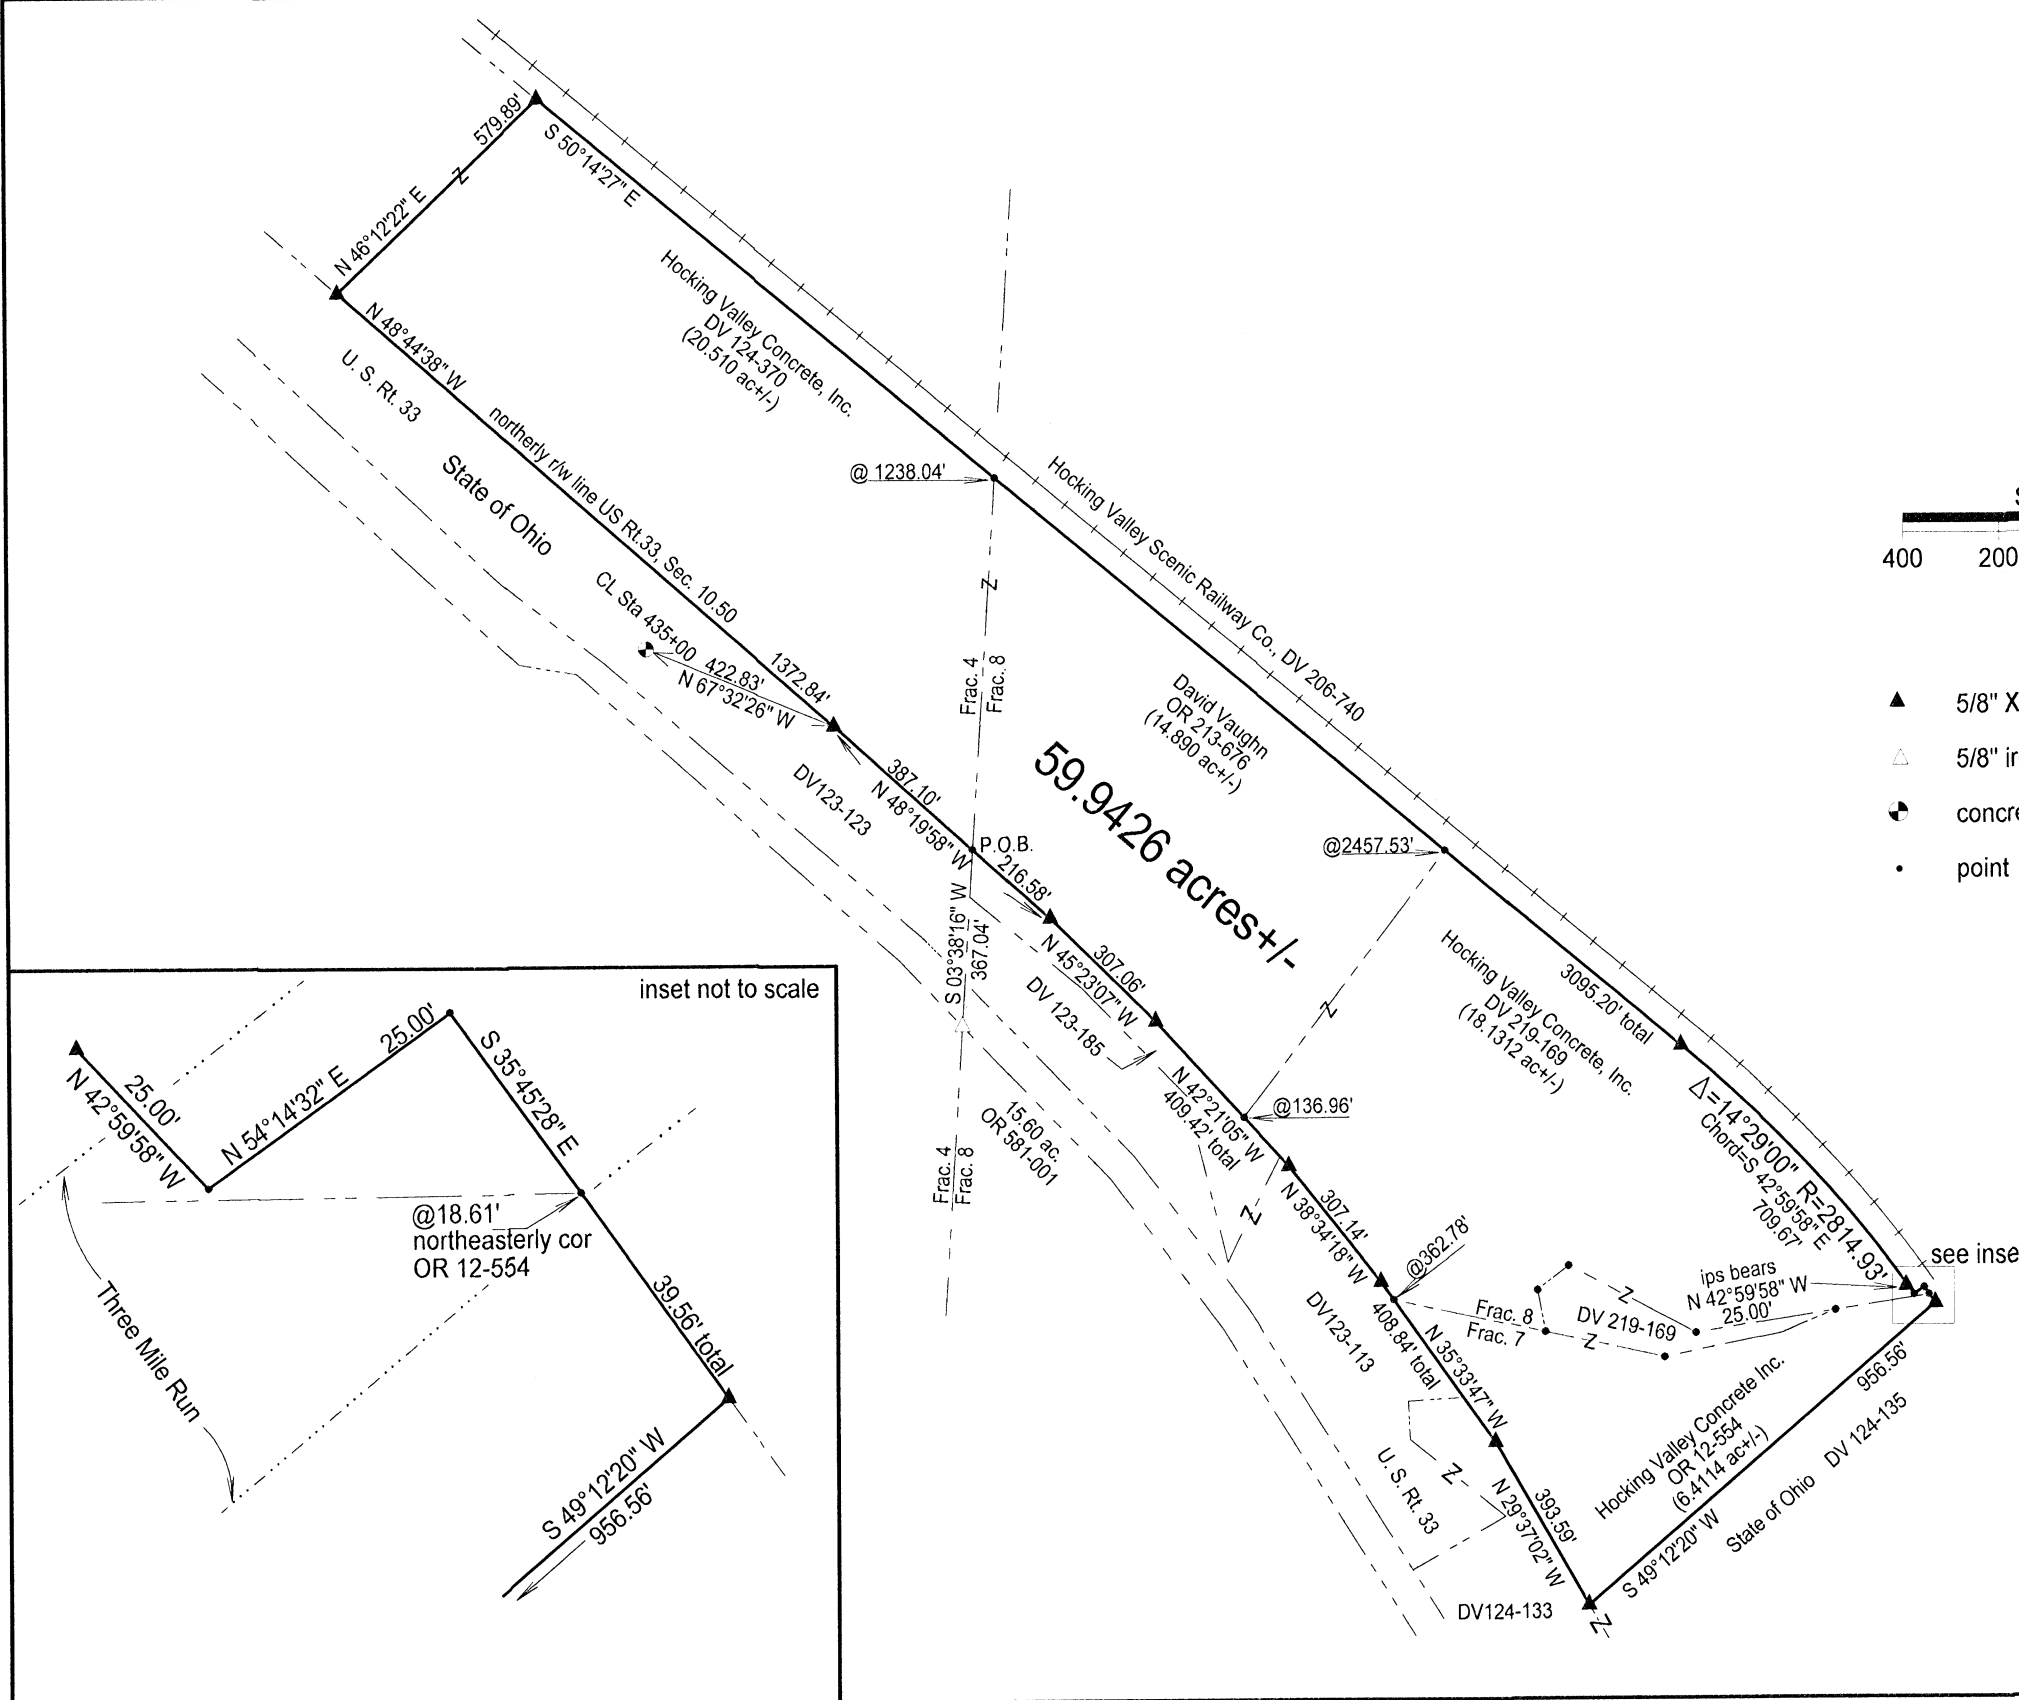 579.89'
N 46°12'22" E
S 50°14'27" E
N 48°44'38" W
U. S. Rt. 33
State of Ohio
northerly r/w line US Rt.33, Sec. 10.50
1372.84'
Hocking Valley Concrete, Inc.
DV 124-370
(20.510 ac+/-)
@ 1238.04'
Hocking Valley Scenic Railway Co., DV 206-740
CL Sta 435+00
422.83'
N 67°32'26" W
Frac. 4
Frac. 8
David Vaughn
OR 213-676
(14.890 ac+/-)
59.9426 acres+/-
387.10'
N 48°19'58" W
DV123-123
P.O.B.
216.58'
@2457.53'
S 03°38'16" W
367.04'
307.06'
N 45°23'07" W
DV 123-185
Hocking Valley Concrete, Inc.
DV 219-169
(18.1312 ac+/-)
3095.20' total
@136.96'
N 42°21'05" W
409.42' total
15.60 ac.
OR 581-001
Frac. 4
Frac. 8
Δ=14°29'00" R=2814.93'
Chord=S 42°59'58" E
709.67'
307.14'
N 38°34'18" W
@362.78'
see inse
ips bears
N 42°59'58" W
25.00'
Frac. 8
Frac. 7
DV 219-169
DV123-113
N 35°33'47" W
408.84' total
956.56'
Hocking Valley Concrete Inc.
OR 12-554
(6.4114 ac+/-)
S 49°12'20" W
State of Ohio DV 124-135
U. S. Rt. 33
393.59'
N 29°37'02" W
DV124-133
Z
Z
Z
Z
Z
Z
Z
Z
S
400 200
5/8" X
5/8" ir
concre
point
inset not to scale
25.00'
N 42°59'58" W
25.00'
N 54°14'32" E
S 35°45'28" E
@18.61'
northeasterly cor
OR 12-554
39.56' total
Three Mile Run
S 49°12'20" W
956.56'